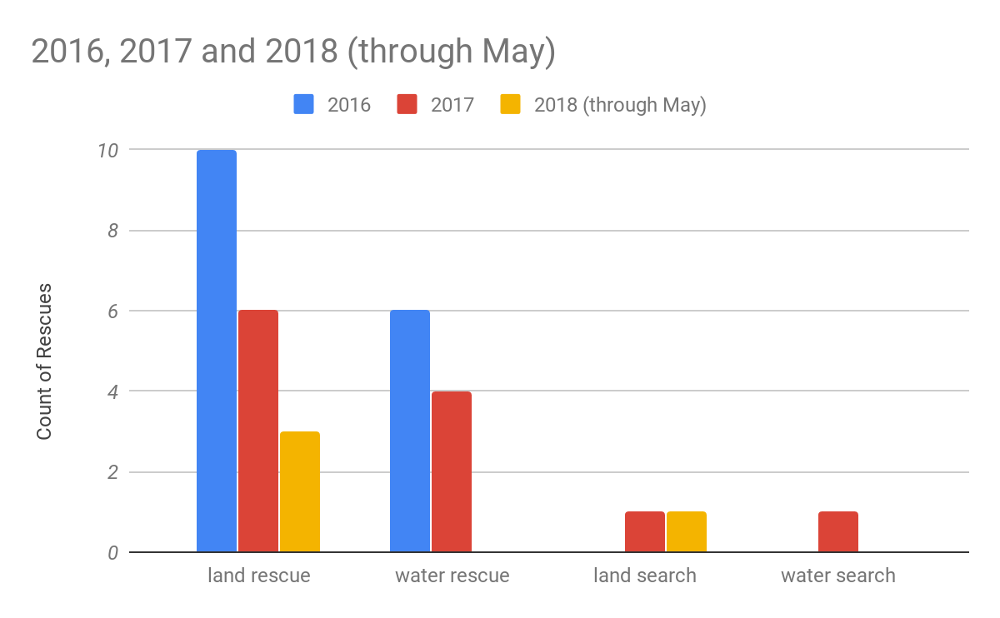 2016, 2017 and 2018 (through May)
2016 2017 2018 (through May)
10
8
6
4
2
0
Count of Rescues
land rescue water rescue land search water search